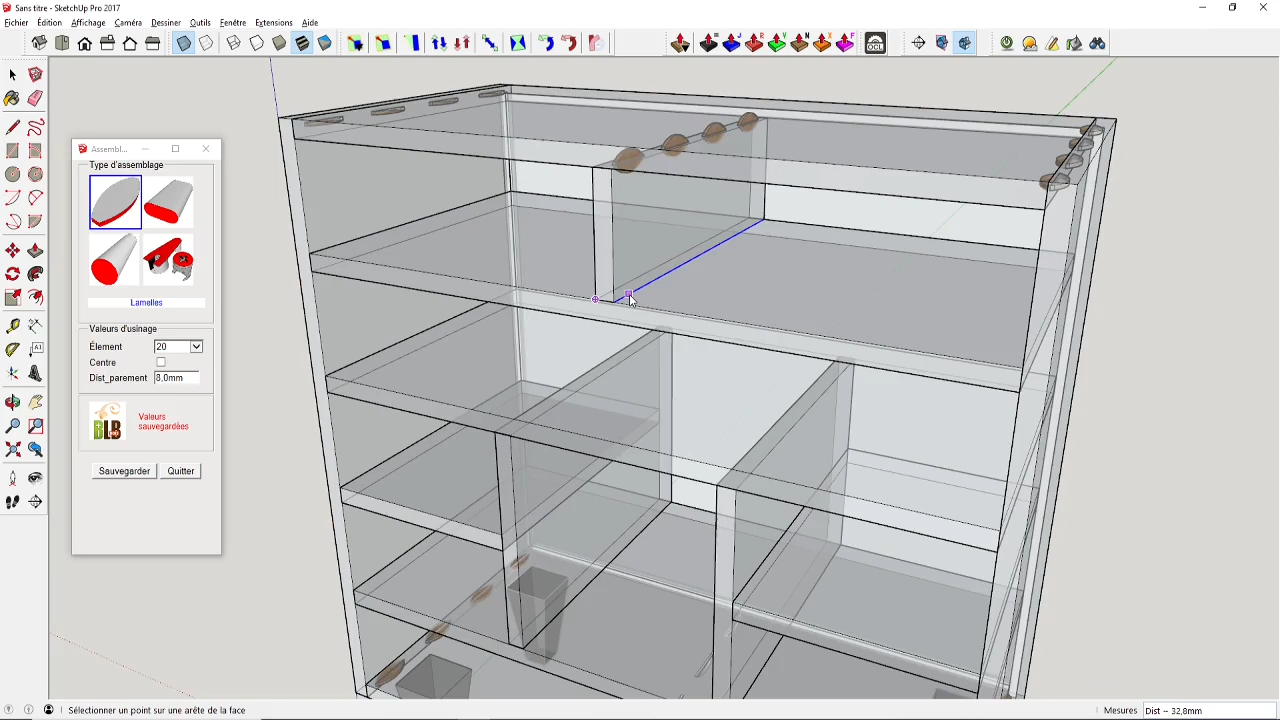 Sans titre - SketchUp Pro 2017
Fichier Édition Affichage Caméra Dessiner Outils Fenêtre Extensions Aide
OCL
Assembl...
Type d'assemblage
Lamelles
Valeurs d'usinage
Élement 20
Centre
Dist_parement 8,0mm
BLB
Valeurs
sauvegardées
Sauvegarder Quitter
Sélectionner un point sur une arête de la face
Mesures Dist ~ 32,8mm